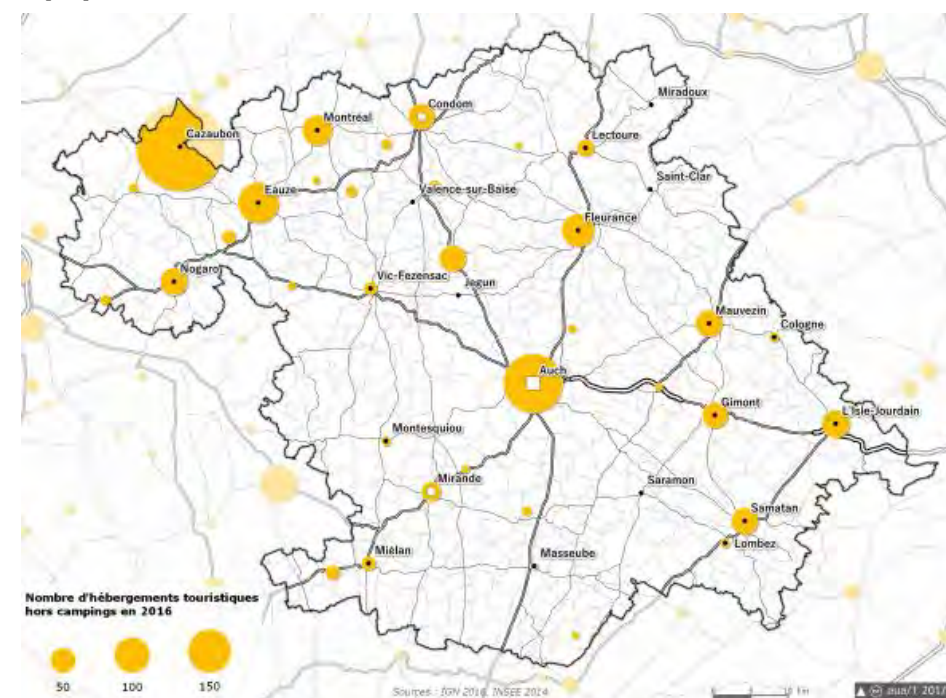 Miradoux
Condom
Montréal
Cazaubon
Lectoure
Saint-Clar
Eauze
Valence-sur-Baïse
Fleurance
Nogaro
Vic-Fezensac
Jegun
Mauvezin
Cologne
Auch
Gimont
L'Isle-Jourdain
Montesquiou
Mirande
Saramon
Samatan
Lombez
Miélan
Masseube
Nombre d'hébergements touristiques
hors campings en 2016
50
100
150
Sources : IGN 2016, INSEE 2014